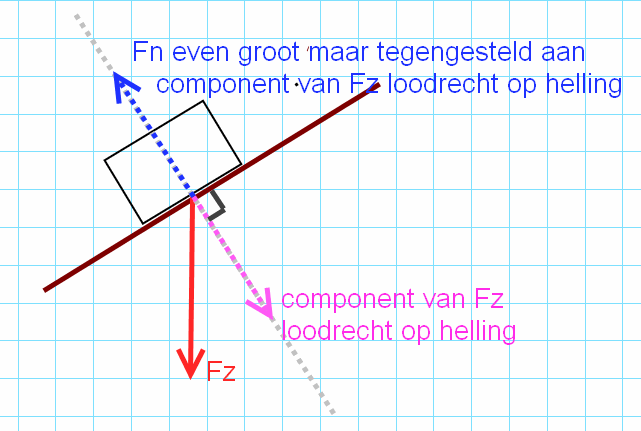 Fn even groot maar tegengesteld aan
component van Fz loodrecht op helling
component van Fz
loodrecht op helling
Fz